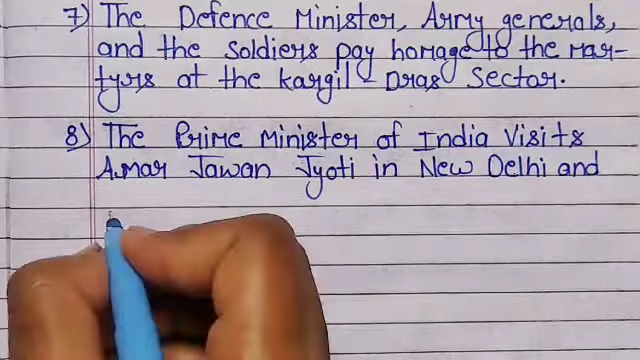 7) The Defence Minister, Army generals,
and the soldiers pay homage to the mar-
tyrs at the Kargil - Dras Sector.
8) The Prime Minister of India Visits
Amar Jawan Jyoti in New Delhi and